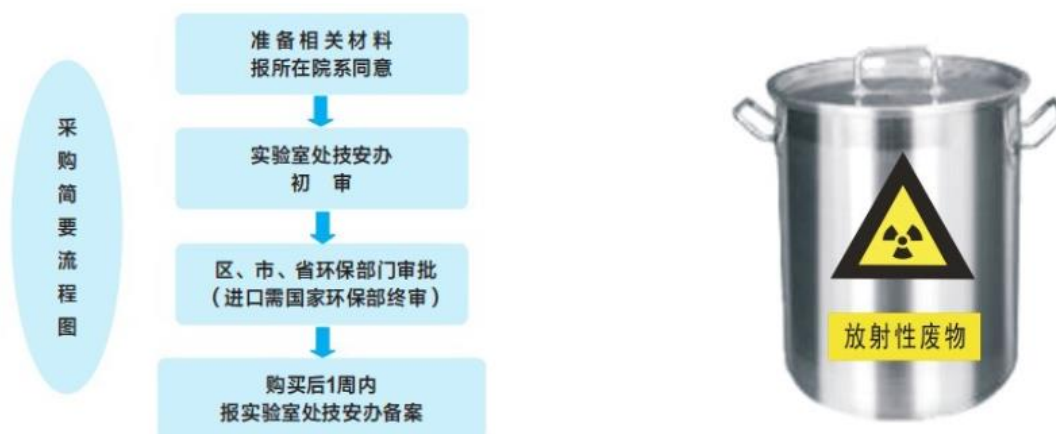 采购简要流程图
准备相关材料
报所在院系同意
实验室处技安办
初 审
区、市、省环保部门审批
（进口需国家环保部终审）
购买后1周内
报实验室处技安办备案
放射性废物